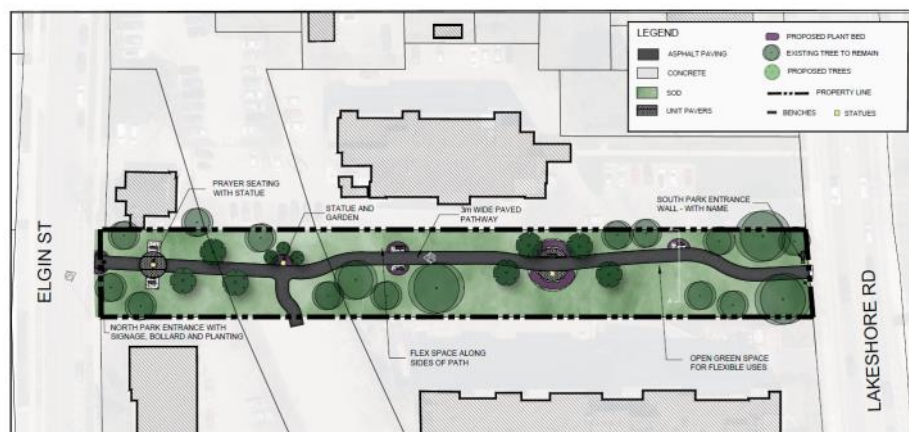 LEGEND
ASPHALT PAVING
CONCRETE
SOD
UNIT PAVERS
PROPOSED PLANT BED
EXISTING TREE TO REMAIN
PROPOSED TREES
PROPERTY LINE
BENCHES
STATUES
PRAYER SEATING
WITH STATUE
STATUE AND
GARDEN
3m WIDE PAVED
PATHWAY
SOUTH PARK ENTRANCE
WALL - WITH NAME
ELGIN ST
LAKESHORE RD
NORTH PARK ENTRANCE WITH
SIGNAGE, BOLLARD AND PLANTING
FLEX SPACE ALONG
SIDES OF PATH
OPEN GREEN SPACE
FOR FLEXIBLE USES